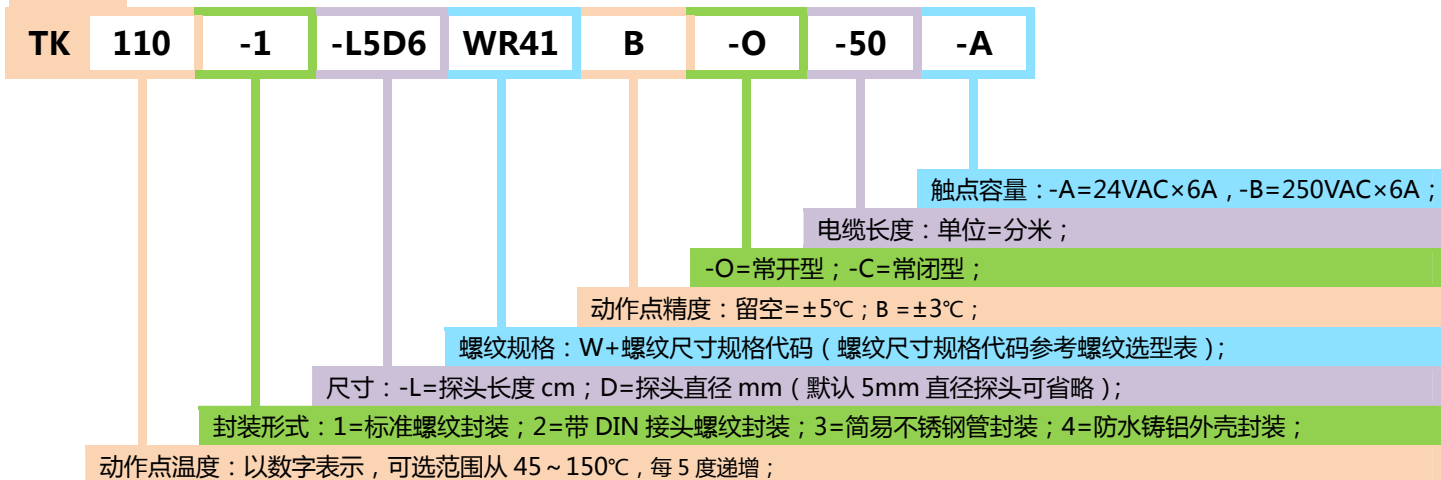 TK 110 -1 -L5D6 WR41 B -O -50 -A
触点容量：-A=24VAC×6A，-B=250VAC×6A；
电缆长度：单位=分米；
-O=常开型；-C=常闭型；
动作点精度：留空=±5℃；B =±3℃；
螺纹规格：W+螺纹尺寸规格代码（螺纹尺寸规格代码参考螺纹选型表）；
尺寸：-L=探头长度 cm；D=探头直径 mm（默认 5mm 直径探头可省略）；
封装形式：1=标准螺纹封装；2=带 DIN 接头螺纹封装；3=简易不锈钢管封装；4=防水铸铝外壳封装；
动作点温度：以数字表示，可选范围从 45～150℃，每 5 度递增；